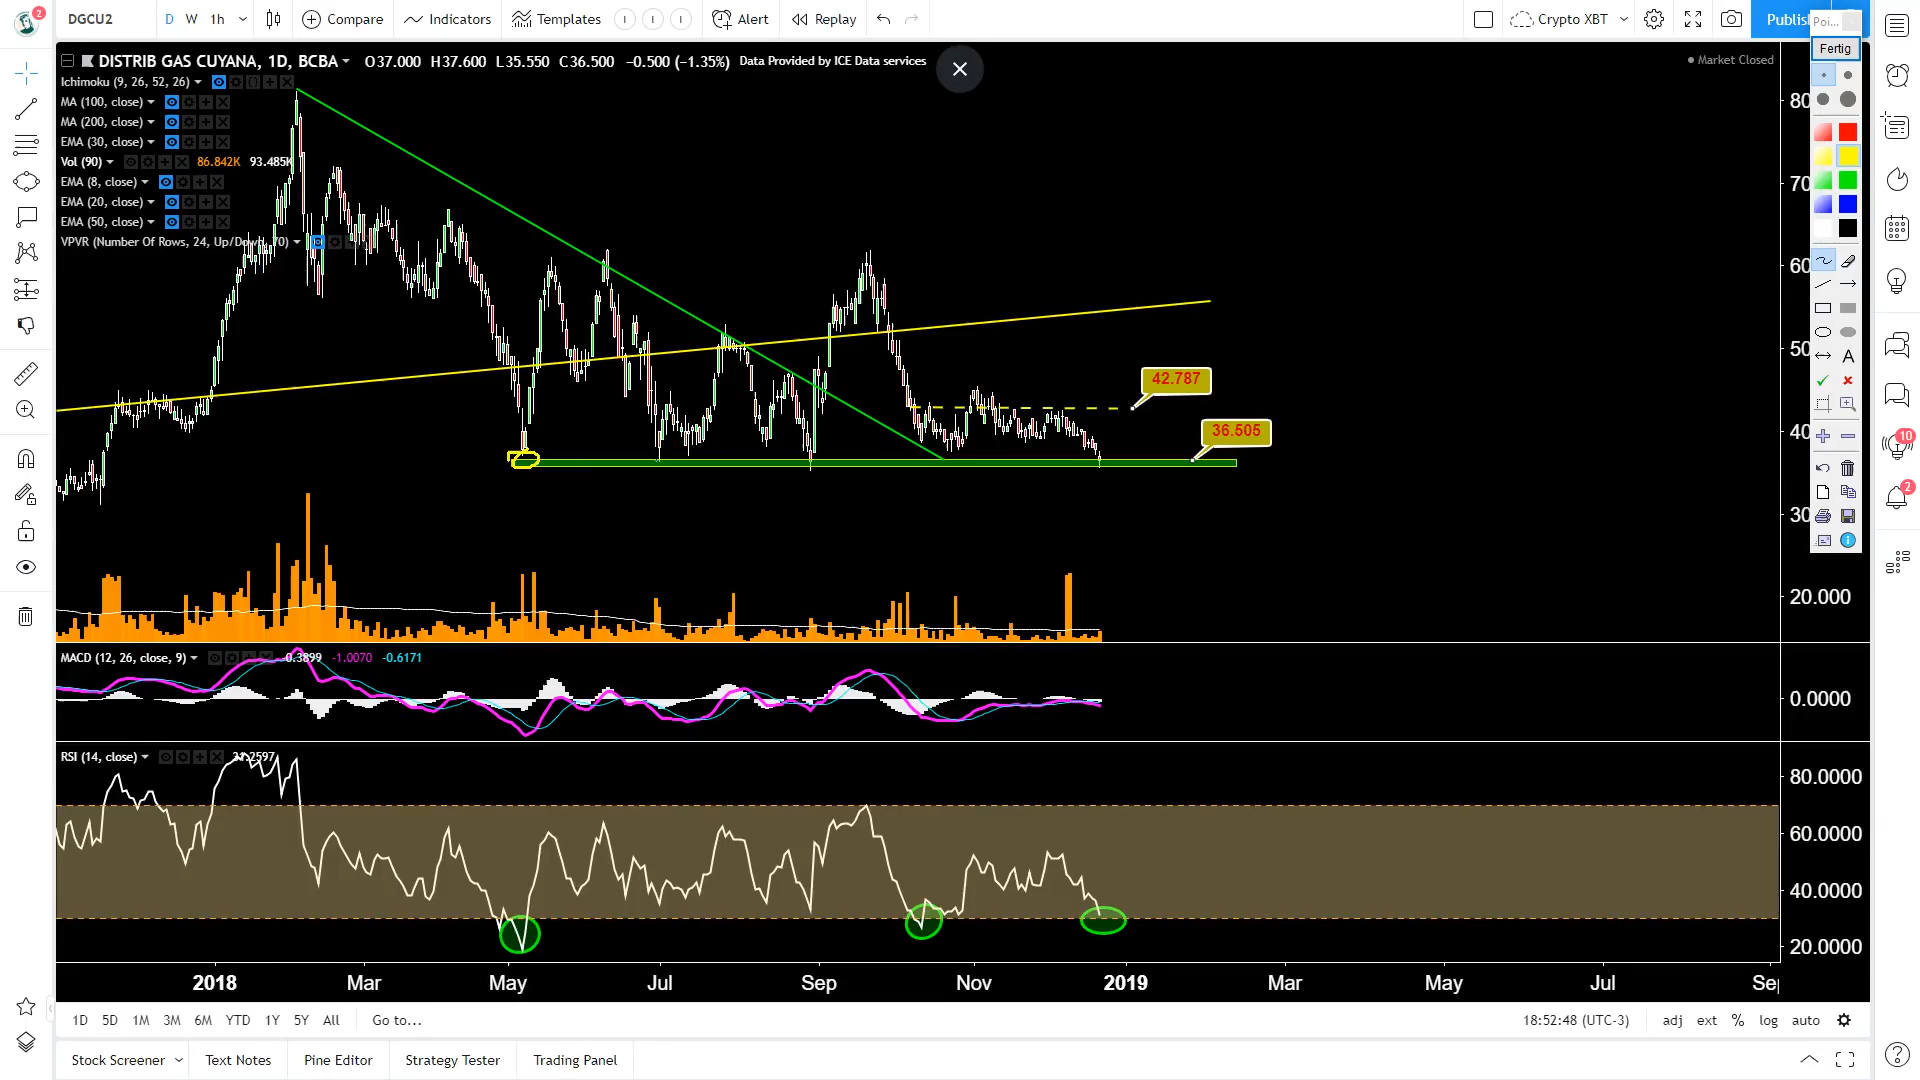 2
DGCU2
D W 1h
Compare
Indicators
Templates
Alert
Replay
Crypto XBT
DISTRIB GAS CUYANA, 1D, BCBA O37.000 H37.600 L35.550 C36.500 −0.500 (−1.35%) Data Provided by ICE Data services
Market Closed
Fertig
Ichimoku (9, 26, 52, 26)
MA (100, close)
MA (200, close)
EMA (30, close)
Vol (90) 86.842K 93.485K
EMA (8, close)
EMA (20, close)
EMA (50, close)
VPVR (Number Of Rows, 24, Up/Down, 70)
80
70
60
50
40
30
20.000
42.787
36.505
A
10
2
MACD (12, 26, close, 9) -0.3899 -1.0070 -0.6171
0.0000
RSI (14, close)
80.0000
60.0000
40.0000
20.0000
2018 Mar May Jul Sep Nov 2019 Mar May Jul Sep
1D 5D 1M 3M 6M YTD 1Y 5Y All Go to...
18:52:48 (UTC-3) adj ext % log auto
Stock Screener Text Notes Pine Editor Strategy Tester Trading Panel